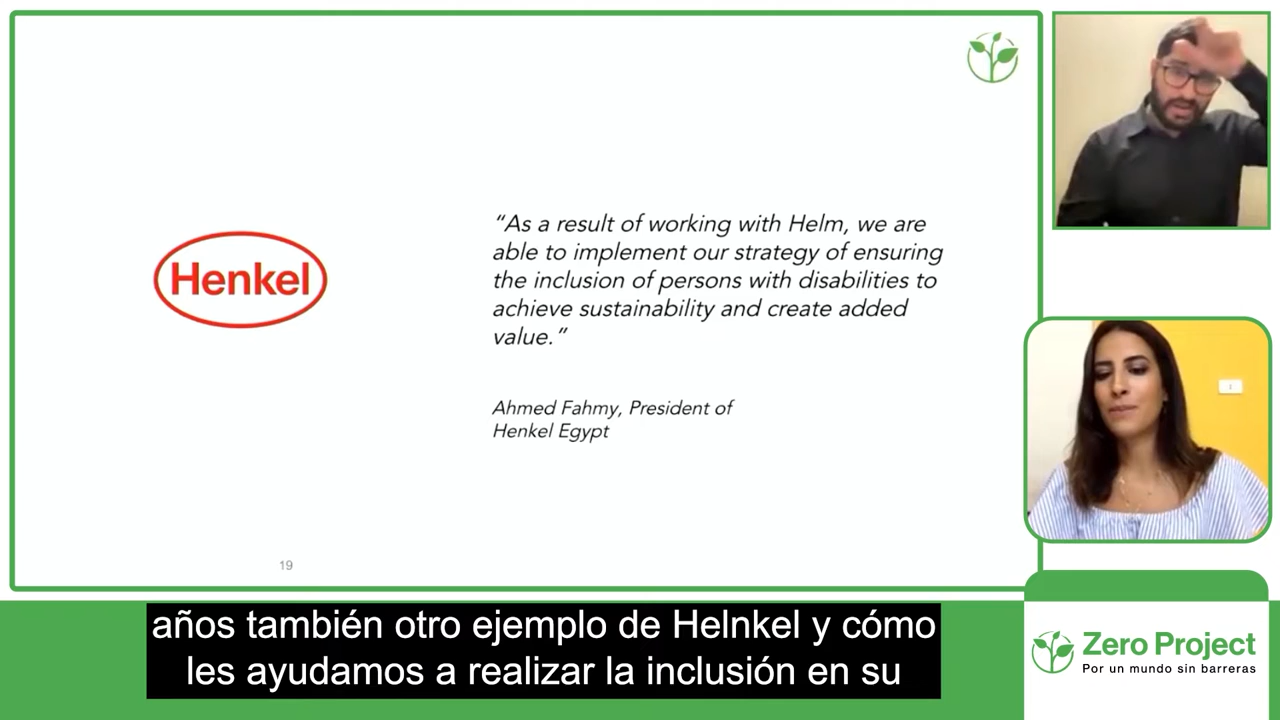 Henkel
“As a result of working with Helm, we are
able to implement our strategy of ensuring
the inclusion of persons with disabilities to
achieve sustainability and create added
value.”
Ahmed Fahmy, President of
Henkel Egypt
19
años también otro ejemplo de Helnkel y cómo
les ayudamos a realizar la inclusión en su
Zero Project
Por un mundo sin barreras